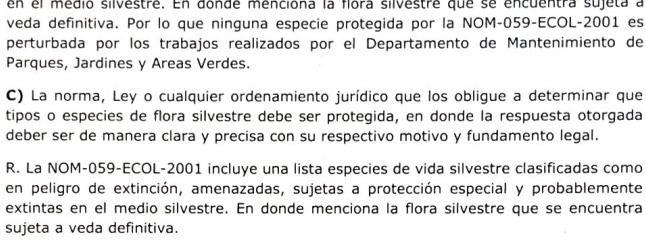 en el medio silvestre. En donde menciona la flora silvestre que se encuentra sujeta a
veda definitiva. Por lo que ninguna especie protegida por la NOM-059-ECOL-2001 es
perturbada por los trabajos realizados por el Departamento de Mantenimiento de
Parques, Jardines y Areas Verdes.
C) La norma, Ley o cualquier ordenamiento jurídico que los obligue a determinar que
tipos o especies de flora silvestre debe ser protegida, en donde la respuesta otorgada
deber ser de manera clara y precisa con su respectivo motivo y fundamento legal.
R. La NOM-059-ECOL-2001 incluye una lista especies de vida silvestre clasificadas como
en peligro de extinción, amenazadas, sujetas a protección especial y probablemente
extintas en el medio silvestre. En donde menciona la flora silvestre que se encuentra
sujeta a veda definitiva.